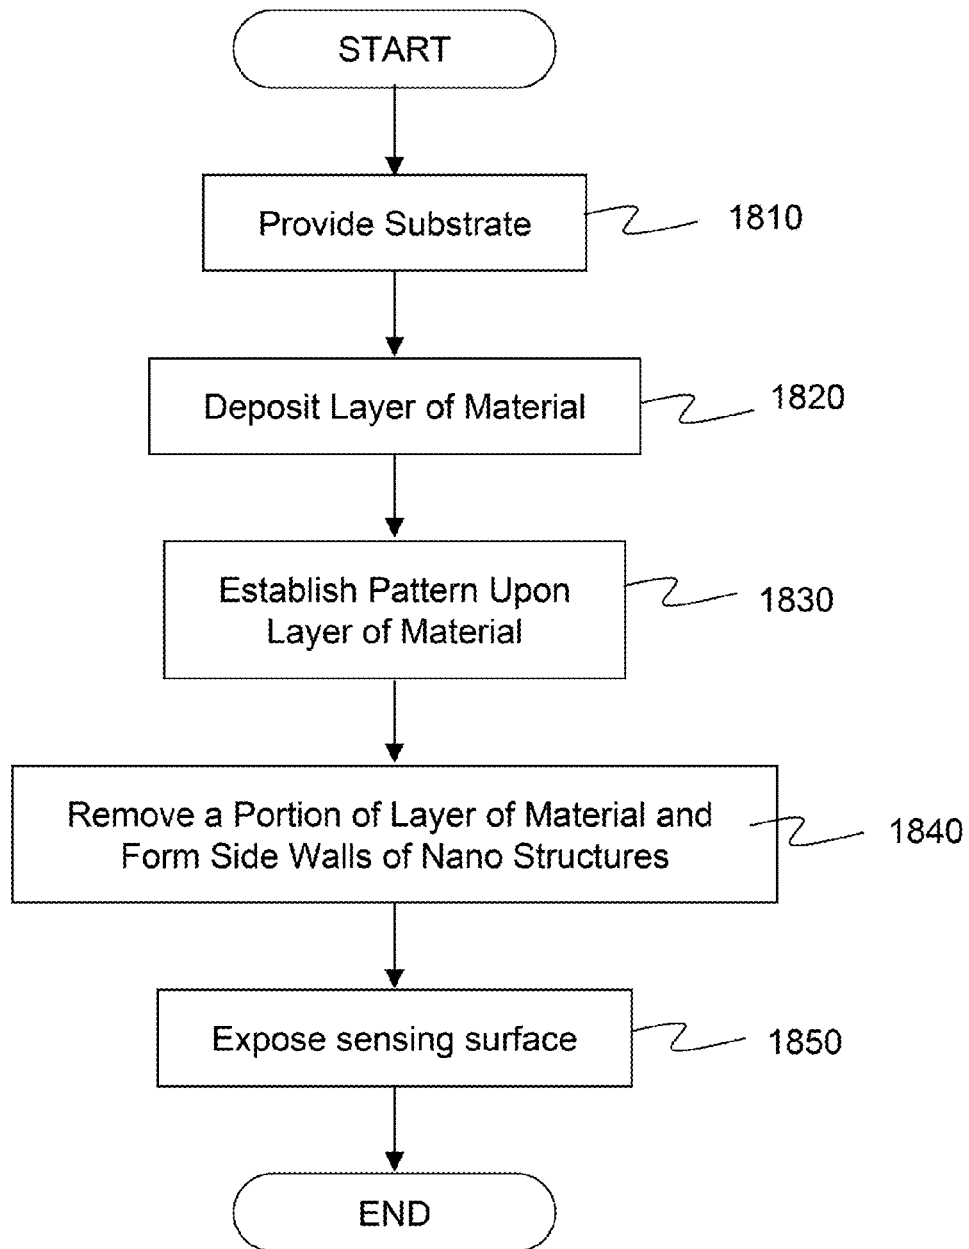 START
Provide Substrate
1810
Deposit Layer of Material
1820
Establish Pattern Upon
Layer of Material
1830
Remove a Portion of Layer of Material and
Form Side Walls of Nano Structures
1840
Expose sensing surface
1850
END